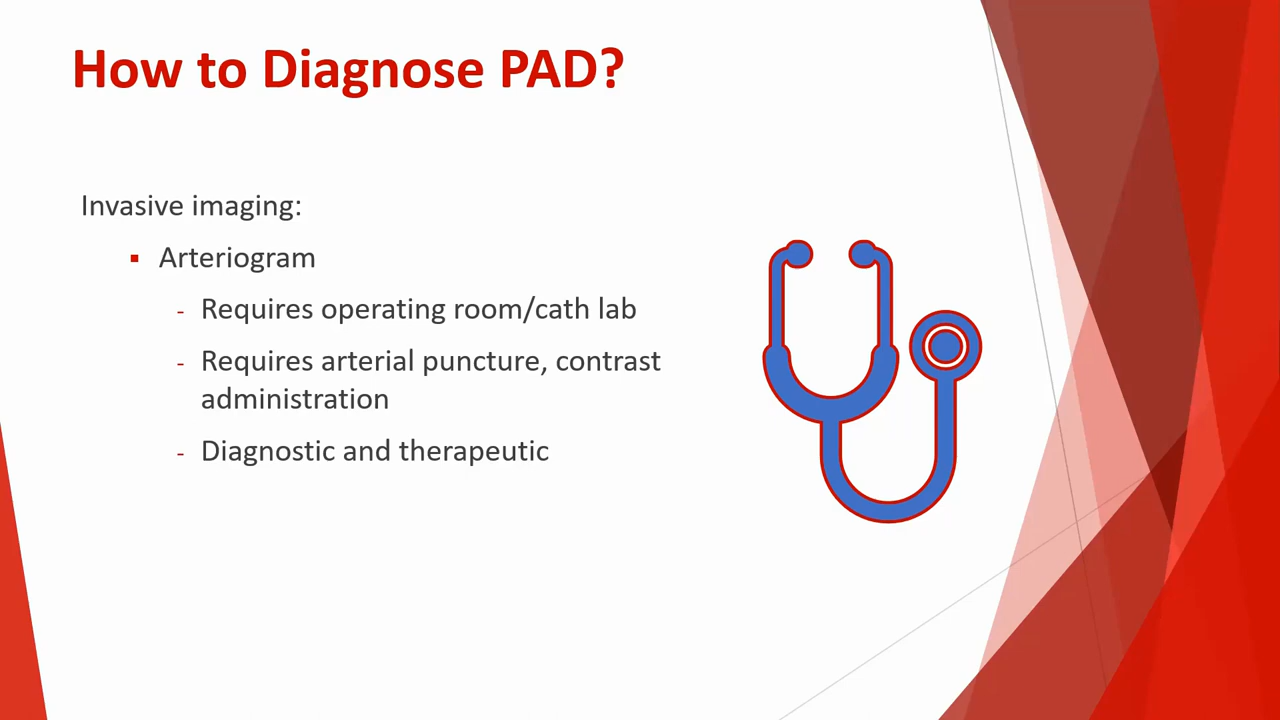 How to Diagnose PAD?
Invasive imaging:
▪ Arteriogram
- Requires operating room/cath lab
- Requires arterial puncture, contrast
administration
- Diagnostic and therapeutic